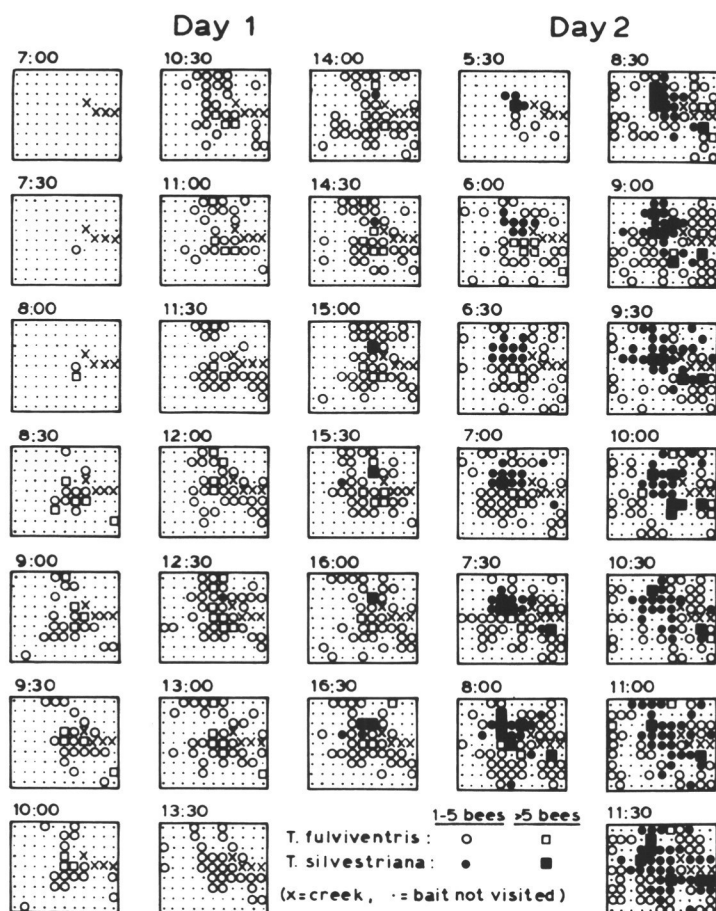 Day 1 Day 2
7:00 10:30 14:00 5:30 8:30
7:30 11:00 14:30 6:00 9:00
8:00 11:30 15:00 6:30 9:30
8:30 12:00 15:30 7:00 10:00
9:00 12:30 16:00 7:30 10:30
9:30 13:00 16:30 8:00 11:00
10:00 13:30 11:30
1-5 bees >5 bees
T. fulviventris: ○ □
T. silvestriana: ● ■
(x=creek, ·=bait not visited)